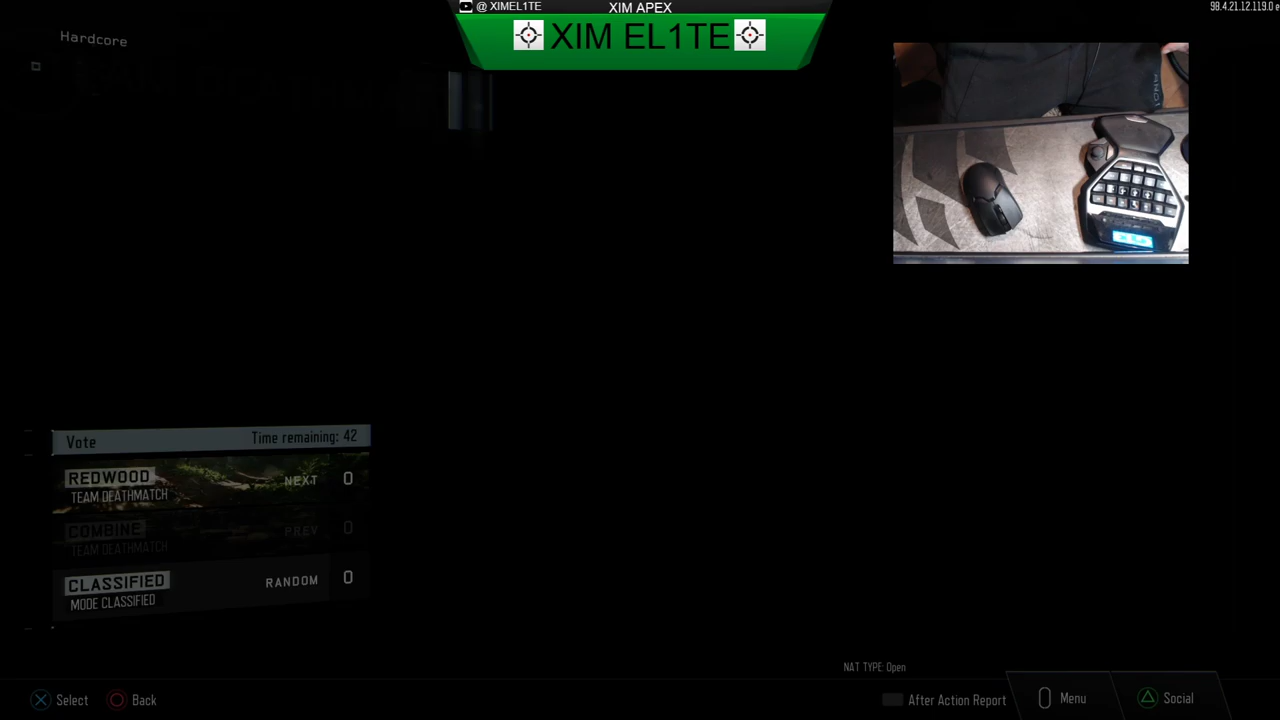 @ XIMEL1TE
XIM APEX
98.4.21.12.119.0 e
XIM EL1TE
Hardcore
Vote
Time remaining: 42
REDWOOD
NEXT
0
TEAM DEATHMATCH
COMBINE
PREV
0
TEAM DEATHMATCH
CLASSIFIED
RANDOM
0
MODE CLASSIFIED
NAT TYPE: Open
Select
Back
After Action Report
Menu
Social